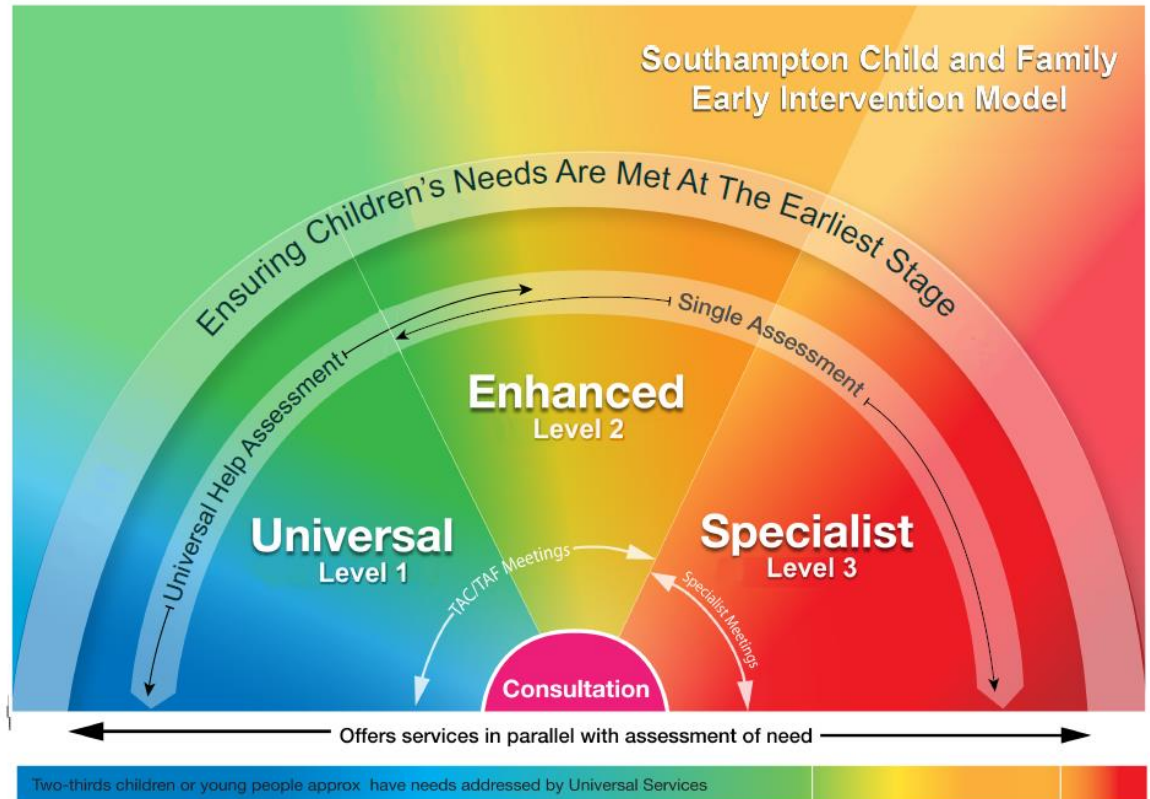 Southampton Child and Family
Early Intervention Model
Ensuring Children's Needs Are Met At The Earliest Stage
Universal Help Assessment
Single Assessment
Enhanced
Level 2
Universal
Level 1
Specialist
Level 3
TAC/TAF Meetings
Specialist Meetings
Consultation
Offers services in parallel with assessment of need
Two-thirds children or young people approx have needs addressed by Universal Services